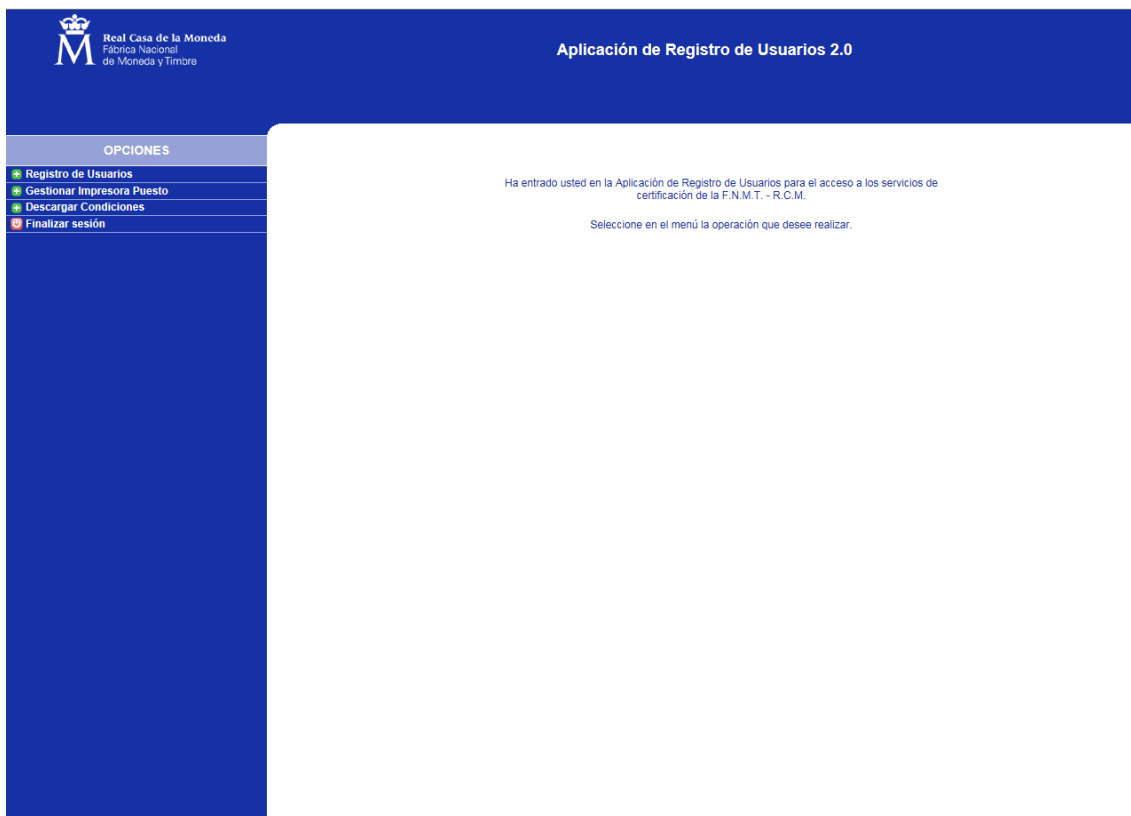 Real Casa de la Moneda
Fábrica Nacional
de Moneda y Timbre
Aplicación de Registro de Usuarios 2.0
OPCIONES
Registro de Usuarios
Gestionar Impresora Puesto
Descargar Condiciones
Finalizar sesión
Ha entrado usted en la Aplicación de Registro de Usuarios para el acceso a los servicios de
certificación de la F.N.M.T. - R.C.M.
Seleccione en el menú la operación que desee realizar.